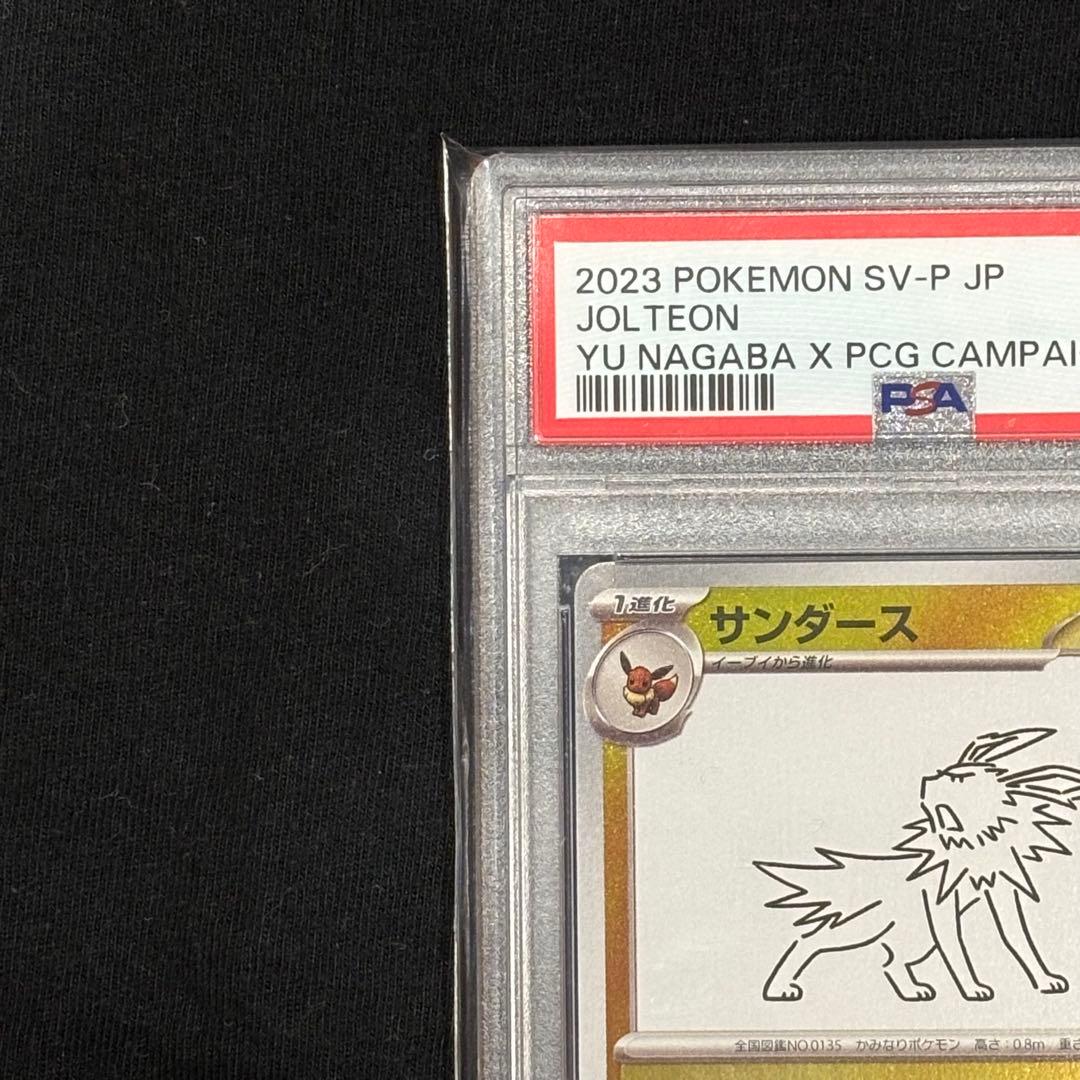 2023 POKEMON SV-P JP
JOLTEON
YU NAGABA X PCG CAMPAI
PSA
1進化
サンダース
イーブイから進化
全国図鑑NO.0135 かみなりポケモン 高さ:0.8m 重さ